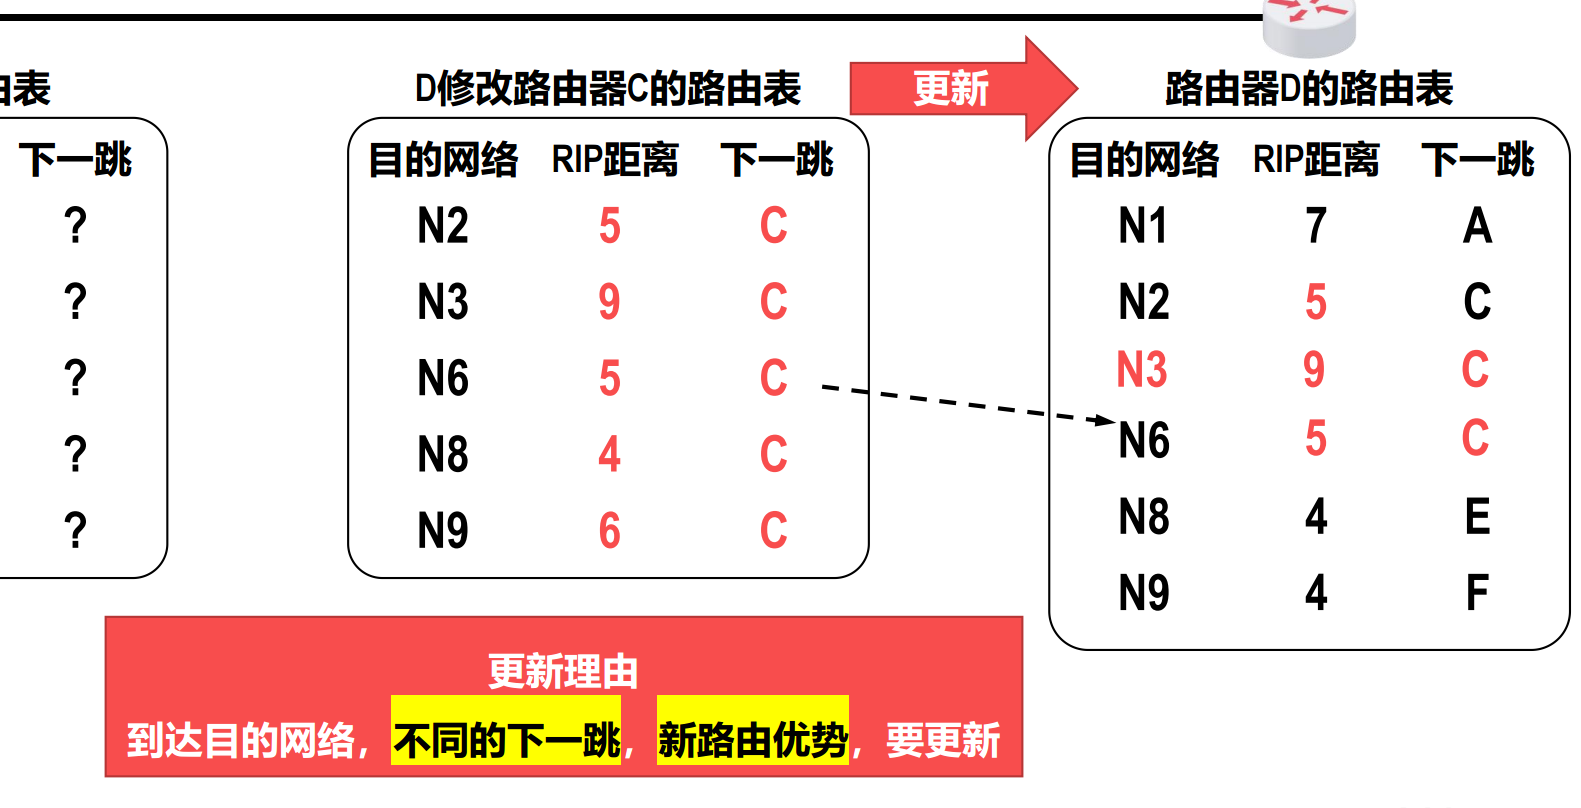 由表
下一跳
?
?
?
?
?
D修改路由器C的路由表
目的网络 RIP距离 下一跳
N2 5 C
N3 9 C
N6 5 C
N8 4 C
N9 6 C
更新
路由器D的路由表
目的网络 RIP距离 下一跳
N1 7 A
N2 5 C
N3 9 C
N6 5 C
N8 4 E
N9 4 F
更新理由
到达目的网络，不同的下一跳，新路由优势，要更新